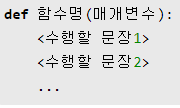 def 함수명(매개변수):
    <수행할 문장1>
    <수행할 문장2>
    ...